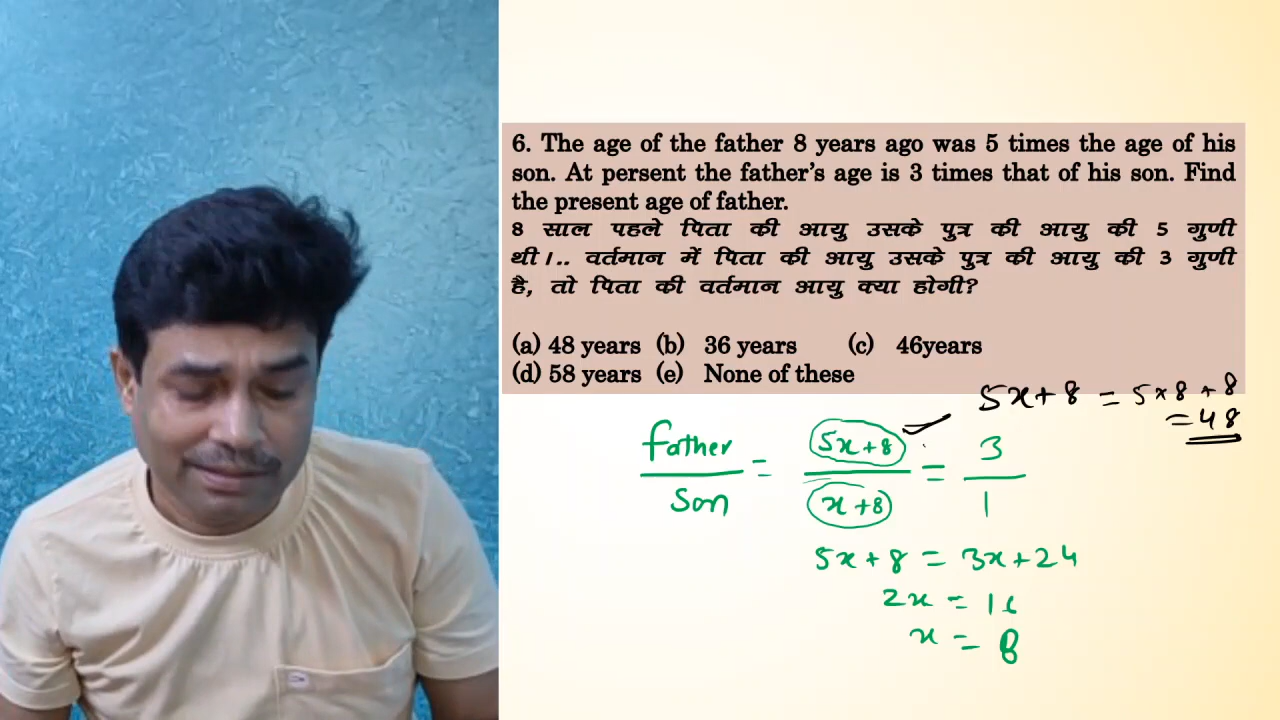 6. The age of the father 8 years ago was 5 times the age of his
son. At persent the father's age is 3 times that of his son. Find
the present age of father.
8 साल पहले पिता की आयु उसके पुत्र की आयु की 5 गुणी
थी।.. वर्तमान में पिता की आयु उसके पुत्र की आयु की 3 गुणी
है, तो पिता की वर्तमान आयु क्या होगी?
(a) 48 years (b) 36 years (c) 46years
(d) 58 years (e) None of these
5x+8 = 5x8+8
=48
father/son = 5x+8/x+8 = 3/1
5x+8 = 3x+24
2x = 16
x = 8